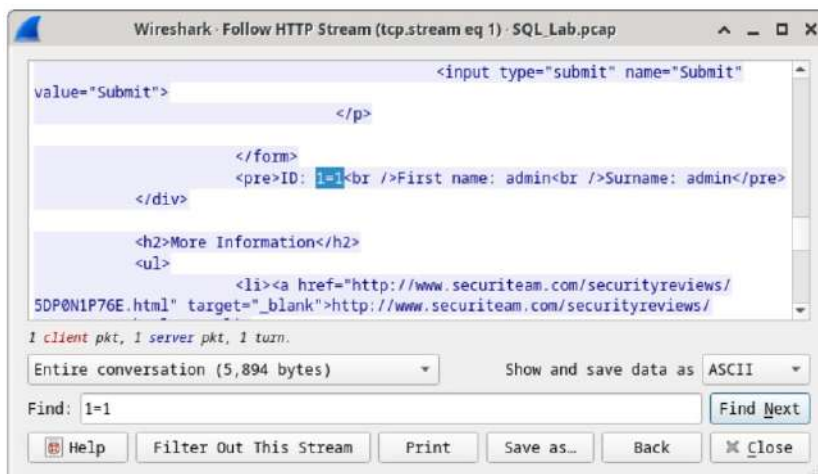 Wireshark · Follow HTTP Stream (tcp.stream eq 1) · SQL_Lab.pcap
<input type="submit" name="Submit"
value="Submit">
</p>
</form>
<pre>ID: 1=1<br />First name: admin<br />Surname: admin</pre>
</div>
<h2>More Information</h2>
<ul>
<li><a href="http://www.securiteam.com/securityreviews/
5DP0N1P76E.html" target="_blank">http://www.securiteam.com/securityreviews/
1 client pkt, 1 server pkt, 1 turn.
Entire conversation (5,894 bytes) Show and save data as ASCII
Find: 1=1 Find Next
Help Filter Out This Stream Print Save as… Back Close